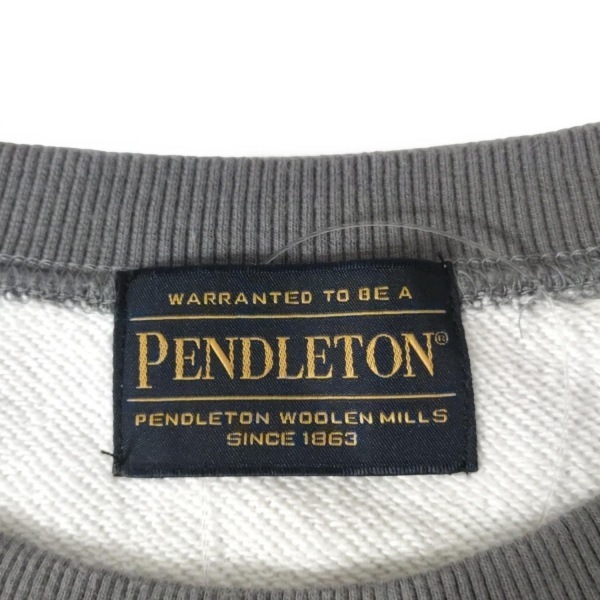 WARRANTED TO BE A
PENDLETON®
PENDLETON WOOLEN MILLS
SINCE 1863